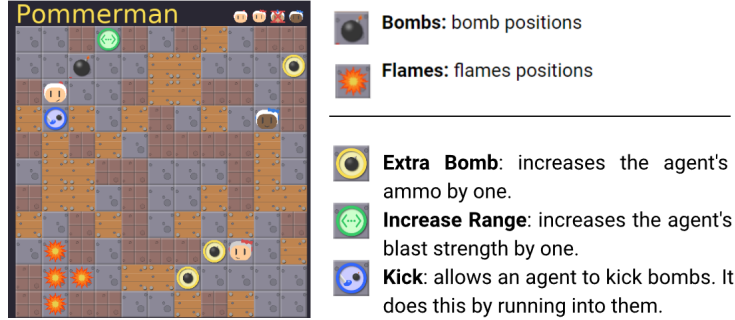 Pommerman
Bombs: bomb positions
Flames: flames positions
Extra Bomb: increases the agent's
ammo by one.
Increase Range: increases the agent's
blast strength by one.
Kick: allows an agent to kick bombs. It
does this by running into them.